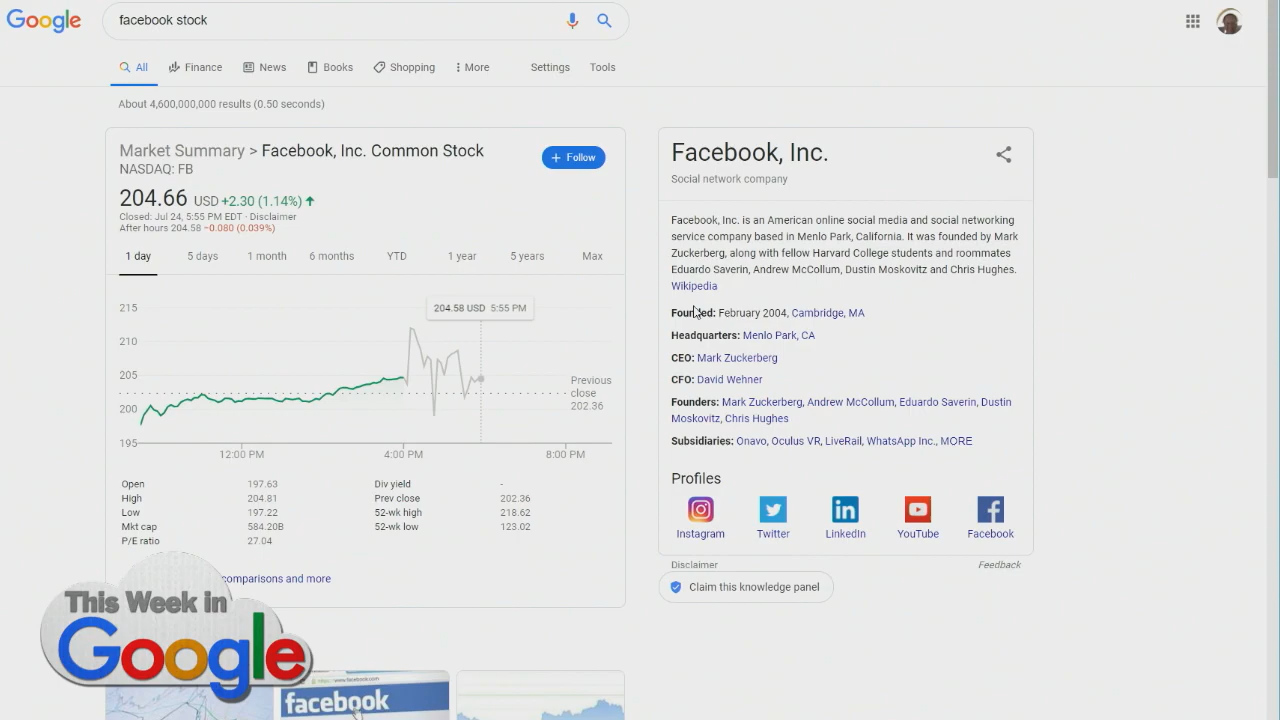 Google
facebook stock
All
Finance
News
Books
Shopping
More
Settings
Tools
About 4,600,000,000 results (0.50 seconds)
Market Summary > Facebook, Inc. Common Stock
NASDAQ: FB
Follow
204.66 USD +2.30 (1.14%)
Closed: Jul 24, 5:55 PM EDT · Disclaimer
After hours 204.58 −0.080 (0.039%)
1 day
5 days
1 month
6 months
YTD
1 year
5 years
Max
204.58 USD 5:55 PM
215
210
205
200
195
Previous
close
202.36
12:00 PM
4:00 PM
8:00 PM
Open 197.63
High 204.81
Low 197.22
Mkt cap 584.20B
P/E ratio 27.04
Div yield -
Prev close 202.36
52-wk high 218.62
52-wk low 123.02
comparisons and more
Facebook, Inc.
Social network company
Facebook, Inc. is an American online social media and social networking
service company based in Menlo Park, California. It was founded by Mark
Zuckerberg, along with fellow Harvard College students and roommates
Eduardo Saverin, Andrew McCollum, Dustin Moskovitz and Chris Hughes.
Wikipedia
Founded: February 2004, Cambridge, MA
Headquarters: Menlo Park, CA
CEO: Mark Zuckerberg
CFO: David Wehner
Founders: Mark Zuckerberg, Andrew McCollum, Eduardo Saverin, Dustin
Moskovitz, Chris Hughes
Subsidiaries: Onavo, Oculus VR, LiveRail, WhatsApp Inc., MORE
Profiles
Instagram
Twitter
LinkedIn
YouTube
Facebook
Disclaimer
Feedback
Claim this knowledge panel
This Week in
Google
facebook